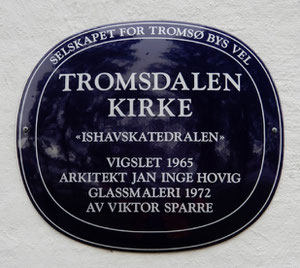 SELSKAPET FOR TROMSØ BYS VEL
TROMSDALEN
KIRKE
«ISHAVSKATEDRALEN»
VIGSLET 1965
ARKITEKT JAN INGE HOVIG
GLASSMALERI 1972
AV VIKTOR SPARRE